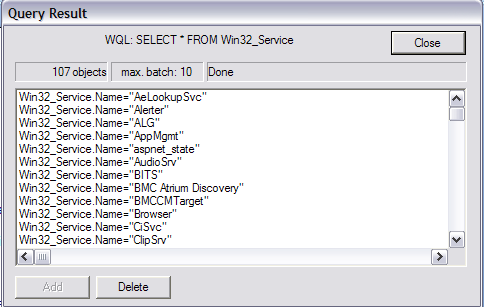 Query Result
WQL: SELECT * FROM Win32_Service
Close
107 objects
max. batch: 10
Done
Win32_Service.Name="AeLookupSvc"
Win32_Service.Name="Alerter"
Win32_Service.Name="ALG"
Win32_Service.Name="AppMgmt"
Win32_Service.Name="aspnet_state"
Win32_Service.Name="AudioSrv"
Win32_Service.Name="BITS"
Win32_Service.Name="BMC Atrium Discovery"
Win32_Service.Name="BMCCMTarget"
Win32_Service.Name="Browser"
Win32_Service.Name="CiSvc"
Win32_Service.Name="ClipSrv"
Add
Delete